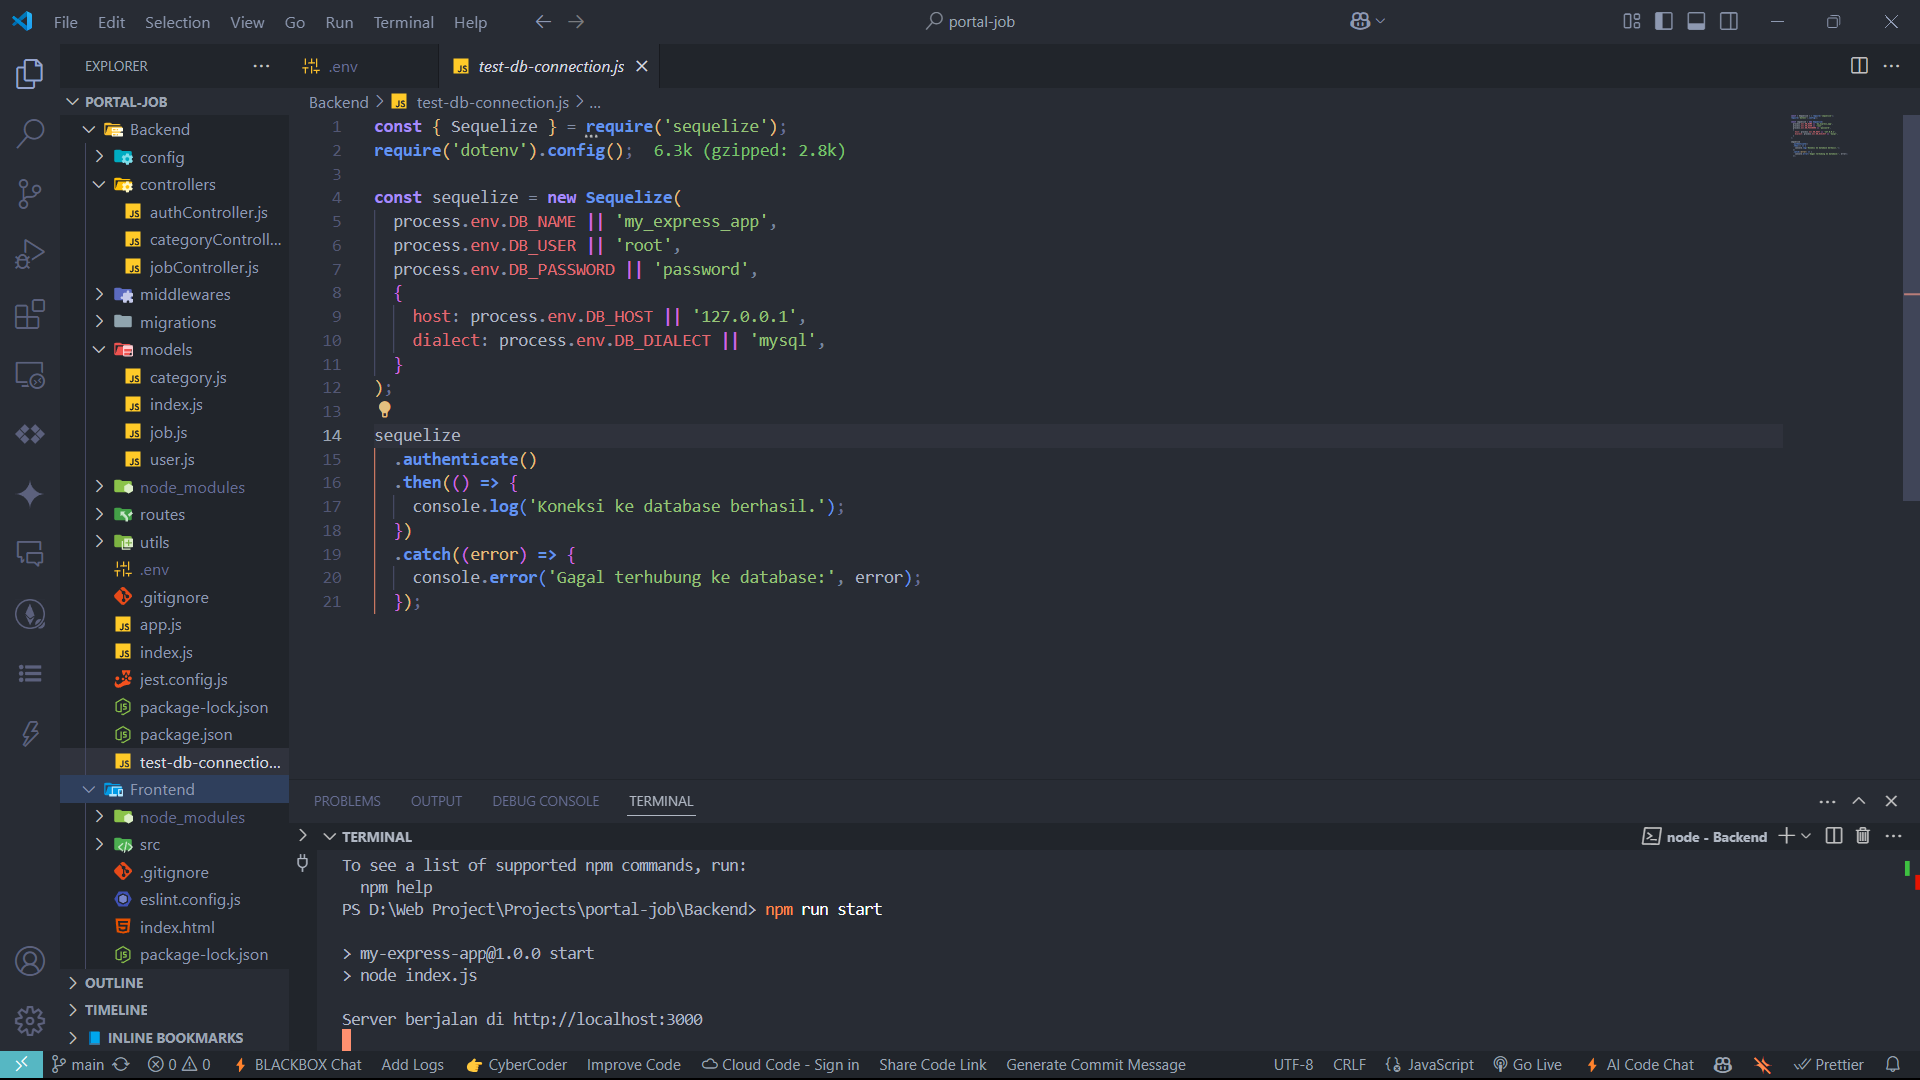 File Edit Selection View Go Run Terminal Help
portal-job
EXPLORER
.env
test-db-connection.js
PORTAL-JOB
Backend
config
controllers
authController.js
categoryControll...
jobController.js
middlewares
migrations
models
category.js
index.js
job.js
user.js
node_modules
routes
utils
.env
.gitignore
app.js
index.js
jest.config.js
package-lock.json
package.json
test-db-connectio...
Frontend
node_modules
src
.gitignore
eslint.config.js
index.html
package-lock.json
OUTLINE
TIMELINE
INLINE BOOKMARKS
Backend > test-db-connection.js > ...
1 const { Sequelize } = require('sequelize');
2 require('dotenv').config(); 6.3k (gzipped: 2.8k)
3
4 const sequelize = new Sequelize(
5 process.env.DB_NAME || 'my_express_app',
6 process.env.DB_USER || 'root',
7 process.env.DB_PASSWORD || 'password',
8 {
9 host: process.env.DB_HOST || '127.0.0.1',
10 dialect: process.env.DB_DIALECT || 'mysql',
11 }
12 );
13
14 sequelize
15 .authenticate()
16 .then(() => {
17 console.log('Koneksi ke database berhasil.');
18 })
19 .catch((error) => {
20 console.error('Gagal terhubung ke database:', error);
21 });
PROBLEMS OUTPUT DEBUG CONSOLE TERMINAL
TERMINAL
node - Backend
To see a list of supported npm commands, run:
npm help
PS D:\Web Project\Projects\portal-job\Backend> npm run start
> my-express-app@1.0.0 start
> node index.js
Server berjalan di http://localhost:3000
main 0 0 BLACKBOX Chat Add Logs CyberCoder Improve Code Cloud Code - Sign in Share Code Link Generate Commit Message UTF-8 CRLF JavaScript Go Live AI Code Chat Prettier